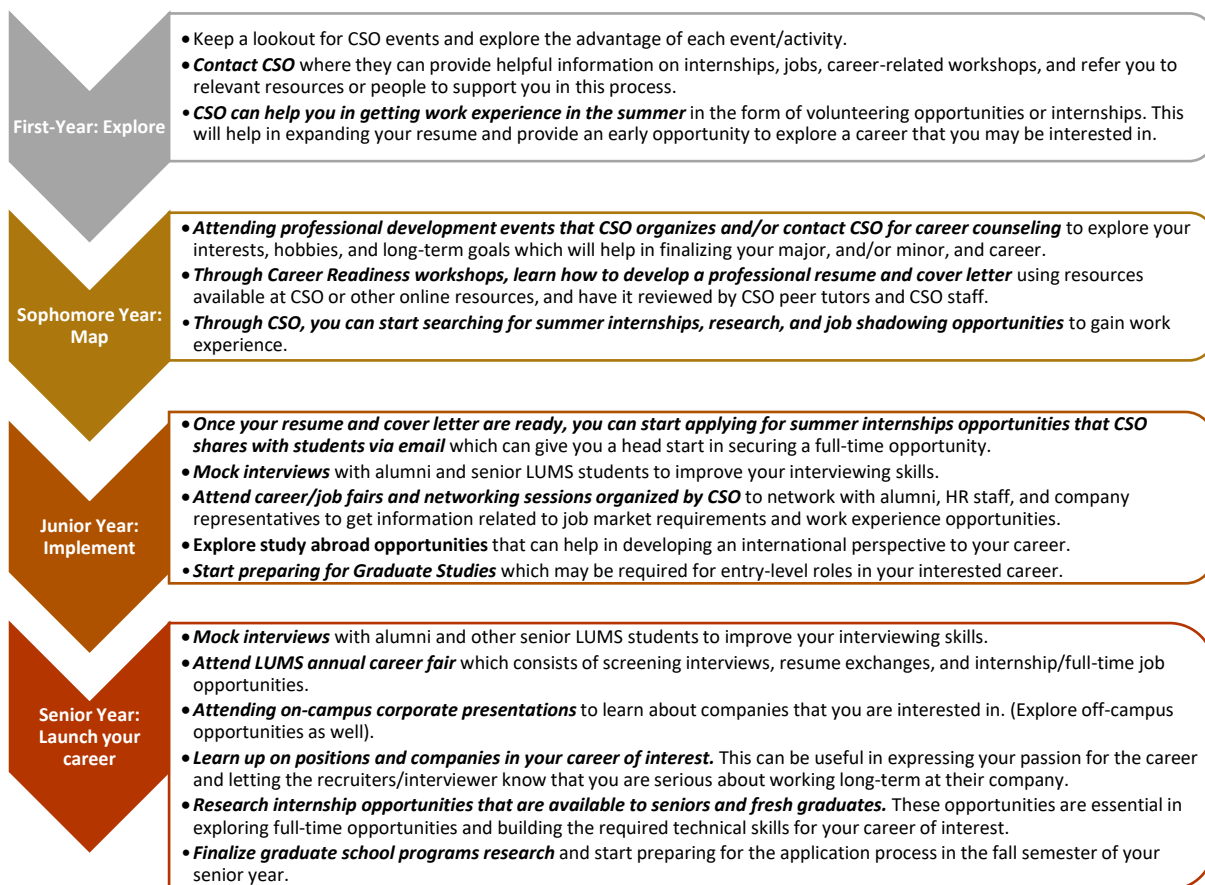 First-Year: Explore
• Keep a lookout for CSO events and explore the advantage of each event/activity.
• Contact CSO where they can provide helpful information on internships, jobs, career-related workshops, and refer you to
relevant resources or people to support you in this process.
• CSO can help you in getting work experience in the summer in the form of volunteering opportunities or internships. This
will help in expanding your resume and provide an early opportunity to explore a career that you may be interested in.
Sophomore Year:
Map
• Attending professional development events that CSO organizes and/or contact CSO for career counseling to explore your
interests, hobbies, and long-term goals which will help in finalizing your major, and/or minor, and career.
• Through Career Readiness workshops, learn how to develop a professional resume and cover letter using resources
available at CSO or other online resources, and have it reviewed by CSO peer tutors and CSO staff.
• Through CSO, you can start searching for summer internships, research, and job shadowing opportunities to gain work
experience.
Junior Year:
Implement
• Once your resume and cover letter are ready, you can start applying for summer internships opportunities that CSO
shares with students via email which can give you a head start in securing a full-time opportunity.
• Mock interviews with alumni and senior LUMS students to improve your interviewing skills.
• Attend career/job fairs and networking sessions organized by CSO to network with alumni, HR staff, and company
representatives to get information related to job market requirements and work experience opportunities.
• Explore study abroad opportunities that can help in developing an international perspective to your career.
• Start preparing for Graduate Studies which may be required for entry-level roles in your interested career.
Senior Year:
Launch your
career
• Mock interviews with alumni and other senior LUMS students to improve your interviewing skills.
• Attend LUMS annual career fair which consists of screening interviews, resume exchanges, and internship/full-time job
opportunities.
• Attending on-campus corporate presentations to learn about companies that you are interested in. (Explore off-campus
opportunities as well).
• Learn up on positions and companies in your career of interest. This can be useful in expressing your passion for the career
and letting the recruiters/interviewer know that you are serious about working long-term at their company.
• Research internship opportunities that are available to seniors and fresh graduates. These opportunities are essential in
exploring full-time opportunities and building the required technical skills for your career of interest.
• Finalize graduate school programs research and start preparing for the application process in the fall semester of your
senior year.